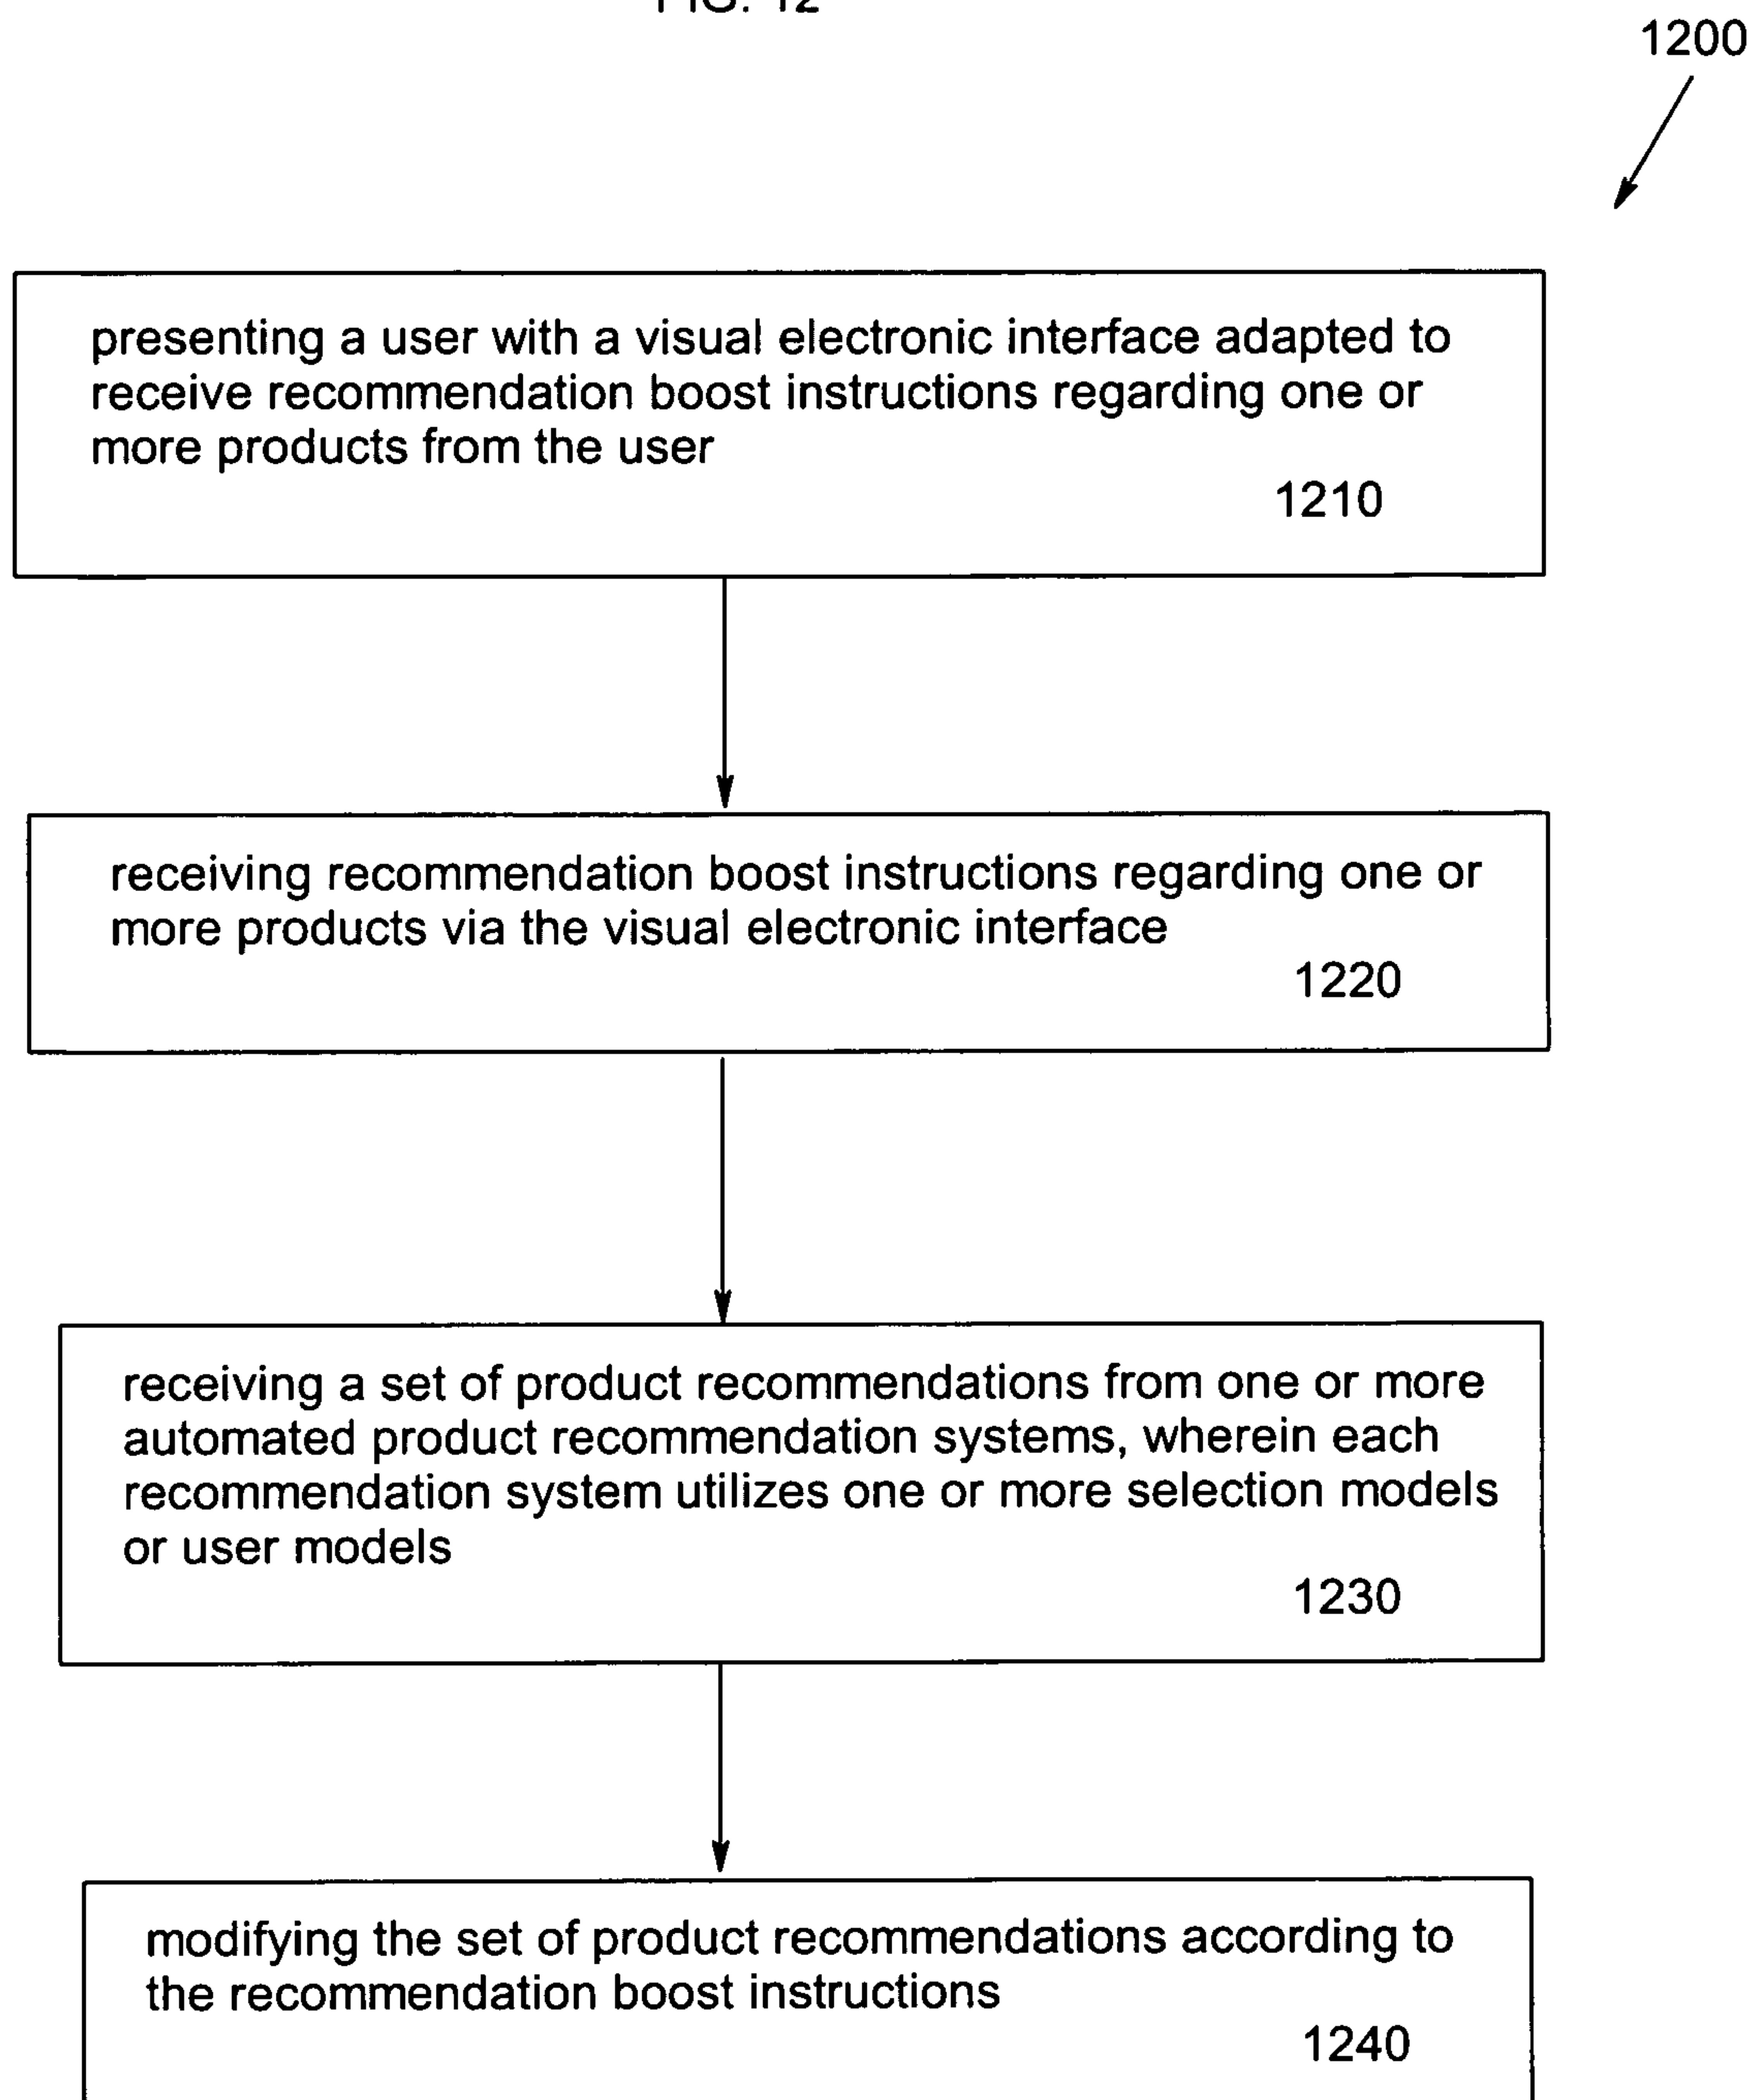 FIG. 12
1200
presenting a user with a visual electronic interface adapted to
receive recommendation boost instructions regarding one or
more products from the user
1210
receiving recommendation boost instructions regarding one or
more products via the visual electronic interface
1220
receiving a set of product recommendations from one or more
automated product recommendation systems, wherein each
recommendation system utilizes one or more selection models
or user models
1230
modifying the set of product recommendations according to
the recommendation boost instructions
1240